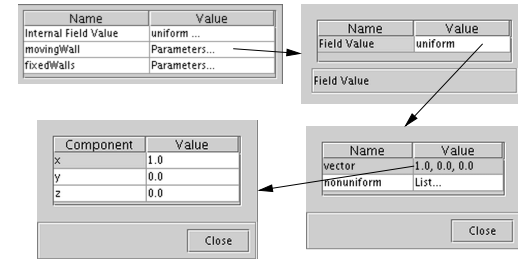 Name Value
Internal Field Value uniform ...
movingWall Parameters...
fixedWalls Parameters...
Name Value
Field Value uniform
Field Value
Component Value
x 1.0
y 0.0
z 0.0
Close
Name Value
vector 1.0, 0.0, 0.0
nonuniform List...
Close